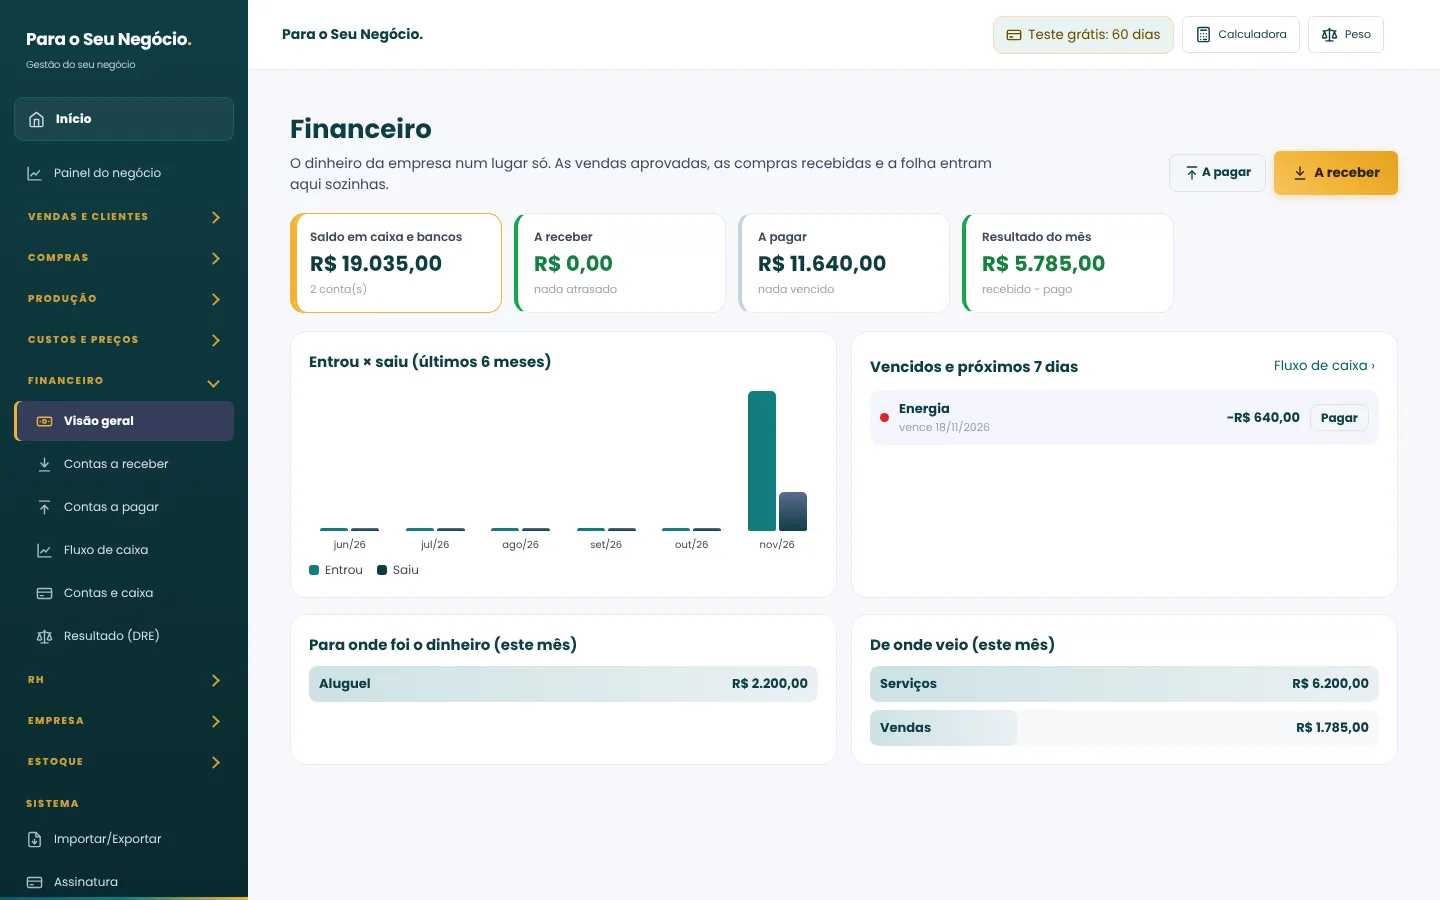 Para o Seu Negócio.
Gestão do seu negócio
Início
Painel do negócio
VENDAS E CLIENTES
COMPRAS
PRODUÇÃO
CUSTOS E PREÇOS
FINANCEIRO
Visão geral
Contas a receber
Contas a pagar
Fluxo de caixa
Contas e caixa
Resultado (DRE)
RH
EMPRESA
ESTOQUE
SISTEMA
Importar/Exportar
Assinatura
Para o Seu Negócio.
Teste grátis: 60 dias
Calculadora
Peso
Financeiro
O dinheiro da empresa num lugar só. As vendas aprovadas, as compras recebidas e a folha entram
aqui sozinhas.
A pagar
A receber
Saldo em caixa e bancos
R$ 19.035,00
2 conta(s)
A receber
R$ 0,00
nada atrasado
A pagar
R$ 11.640,00
nada vencido
Resultado do mês
R$ 5.785,00
recebido - pago
Entrou × saiu (últimos 6 meses)
jun/26
jul/26
ago/26
set/26
out/26
nov/26
Entrou
Saiu
Vencidos e próximos 7 dias
Fluxo de caixa ›
Energia
vence 18/11/2026
-R$ 640,00
Pagar
Para onde foi o dinheiro (este mês)
Aluguel
R$ 2.200,00
De onde veio (este mês)
Serviços
R$ 6.200,00
Vendas
R$ 1.785,00